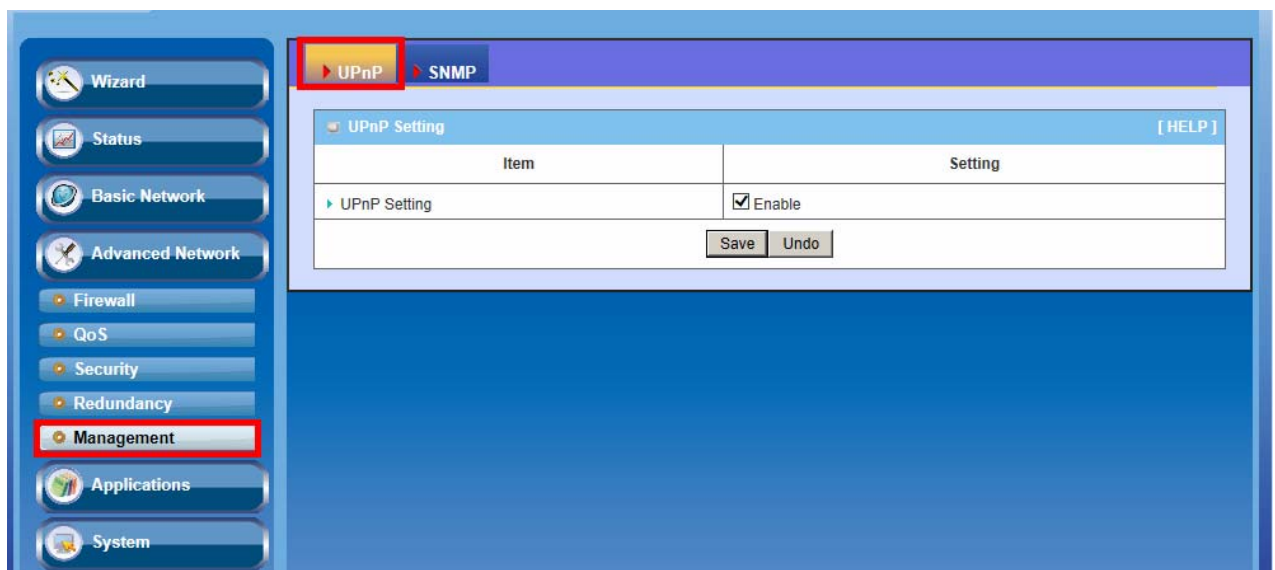 Wizard
Status
Basic Network
Advanced Network
Firewall
QoS
Security
Redundancy
Management
Applications
System
UPnP
SNMP
UPnP Setting [ HELP ]
Item Setting
UPnP Setting Enable
Save Undo